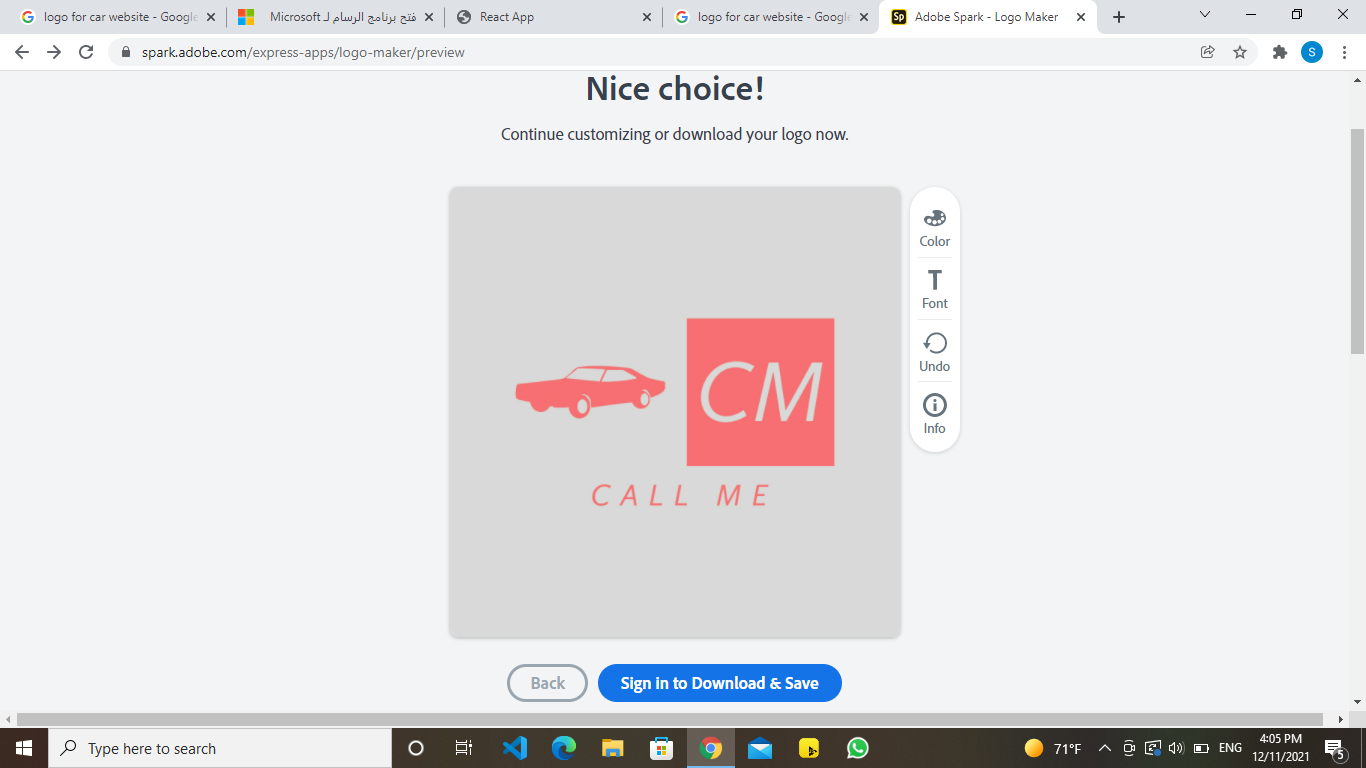 logo for car website - Google
فتح برنامج الرسام لـ Microsoft
React App
logo for car website - Google
Sp
Adobe Spark - Logo Maker
spark.adobe.com/express-apps/logo-maker/preview
S
Nice choice!
Continue customizing or download your logo now.
Color
T
Font
Undo
Info
CM
CALL ME
Back
Sign in to Download & Save
Type here to search
71°F
ENG
4:05 PM
12/11/2021
5